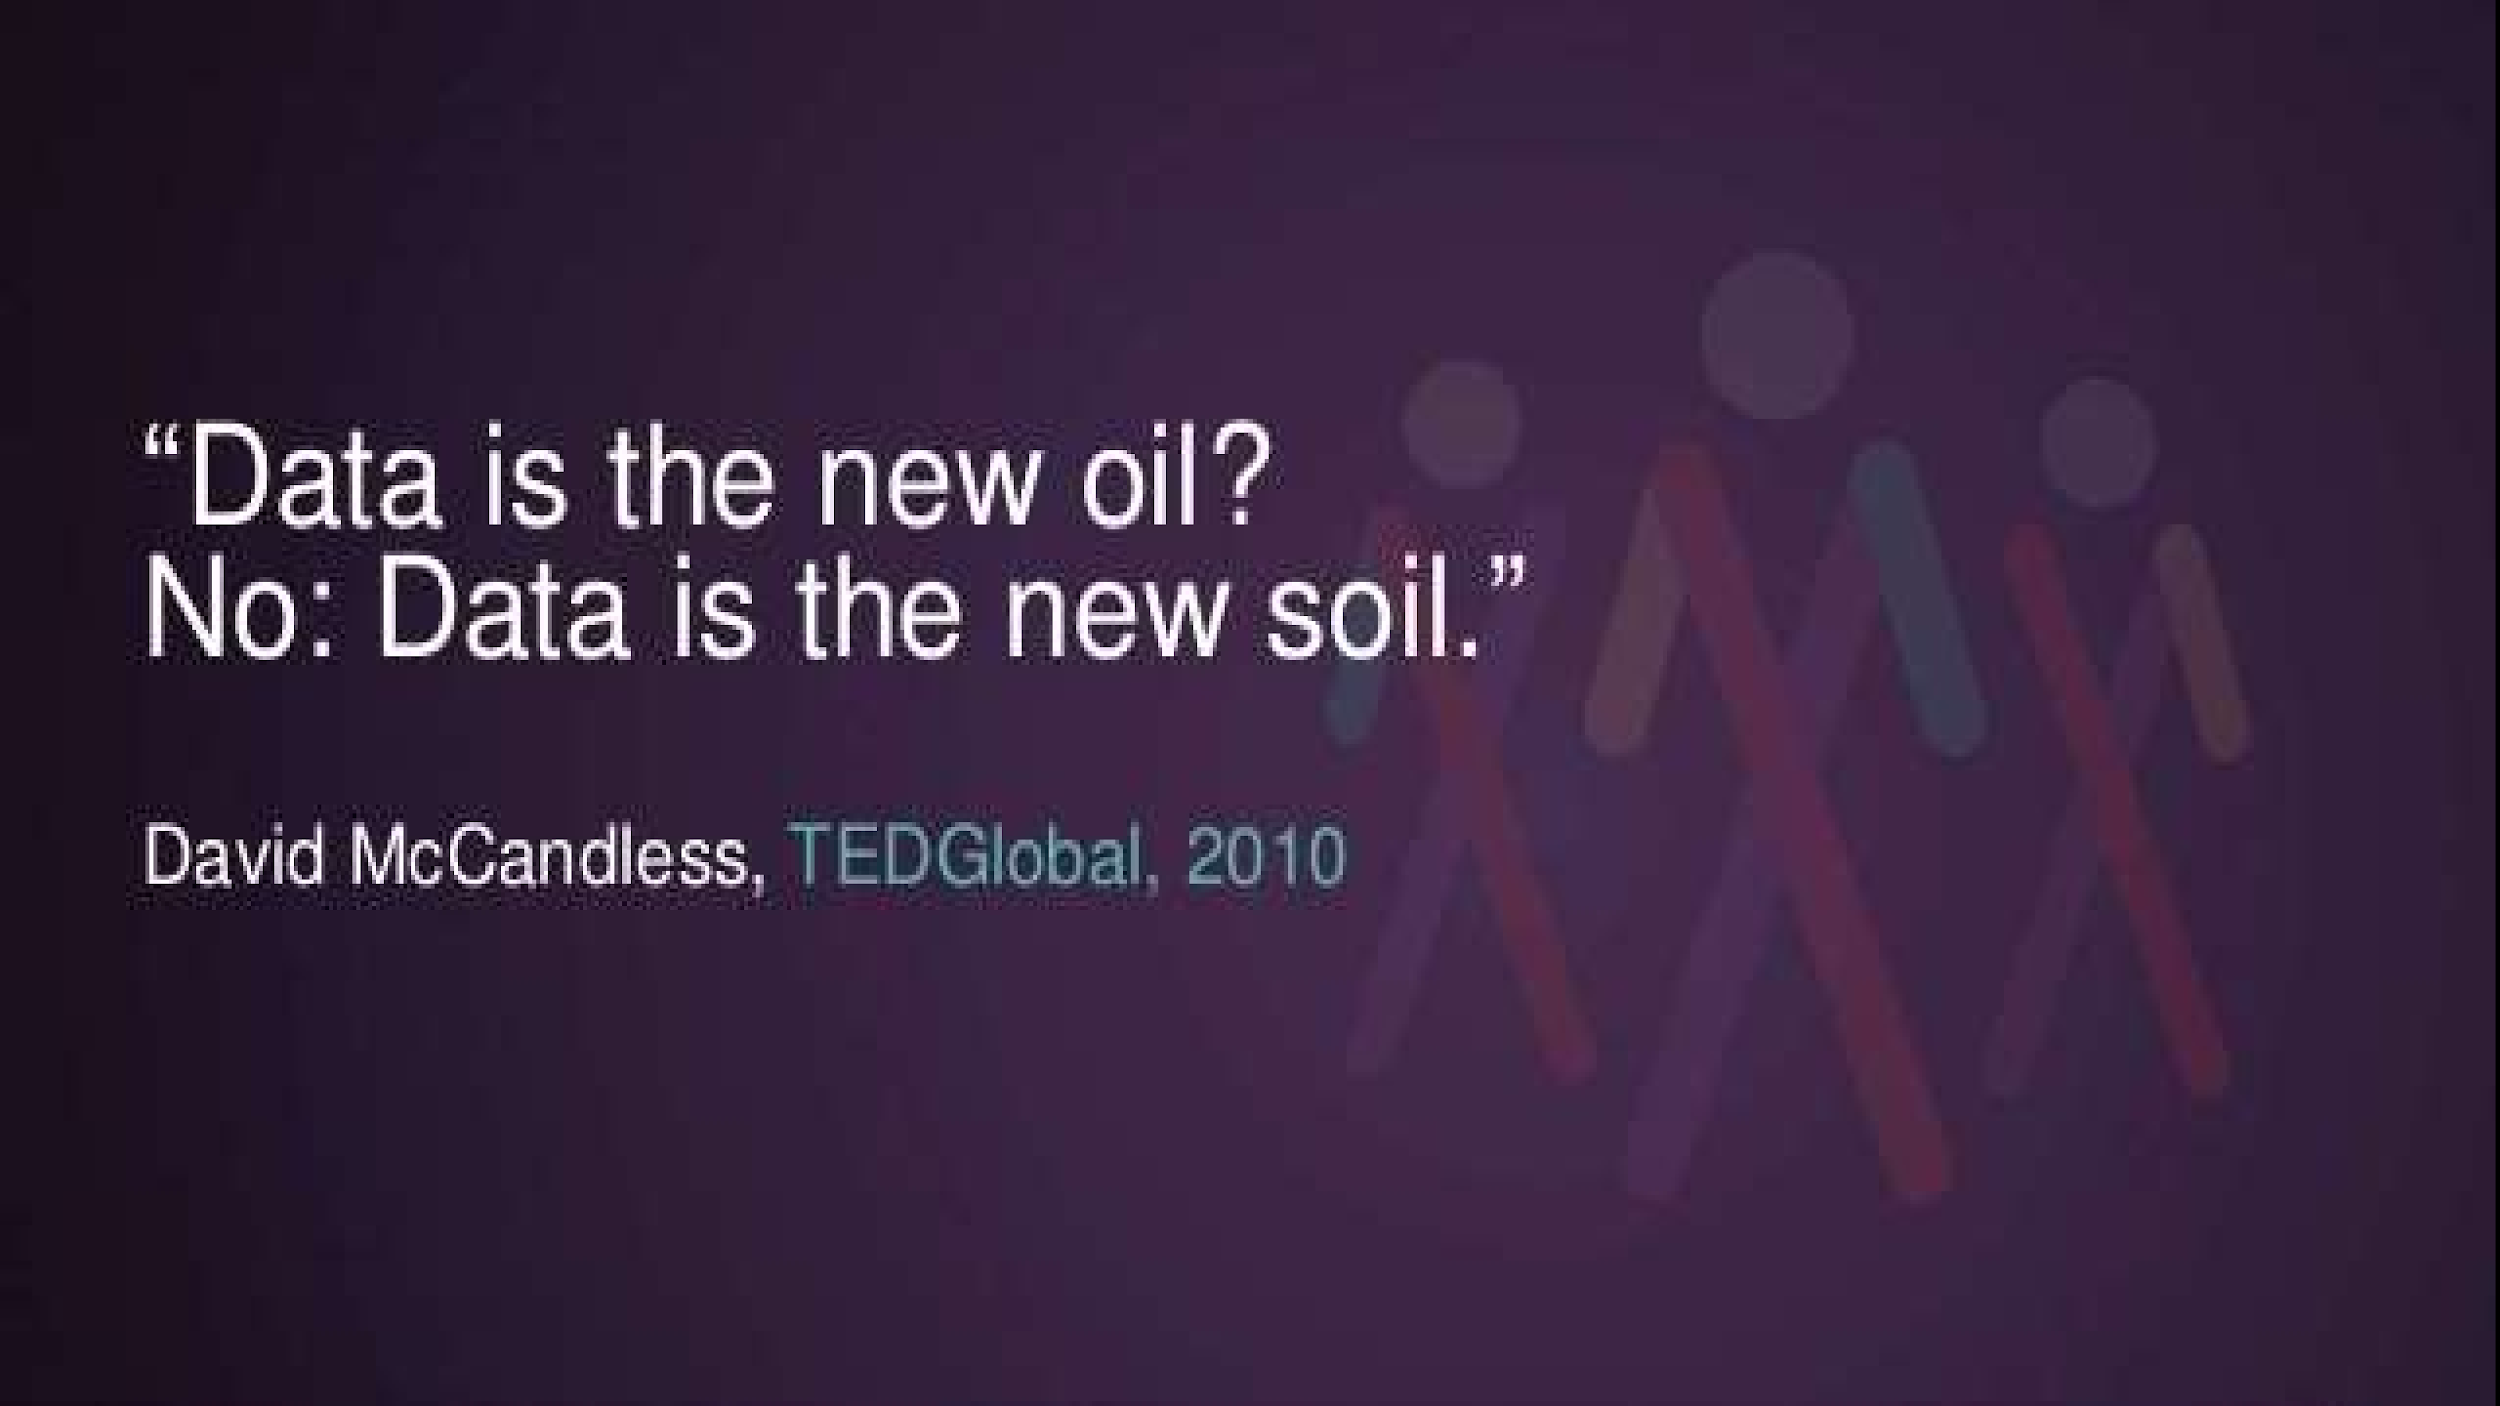 “Data is the new oil?
No: Data is the new soil.”
David McCandless, TEDGlobal, 2010